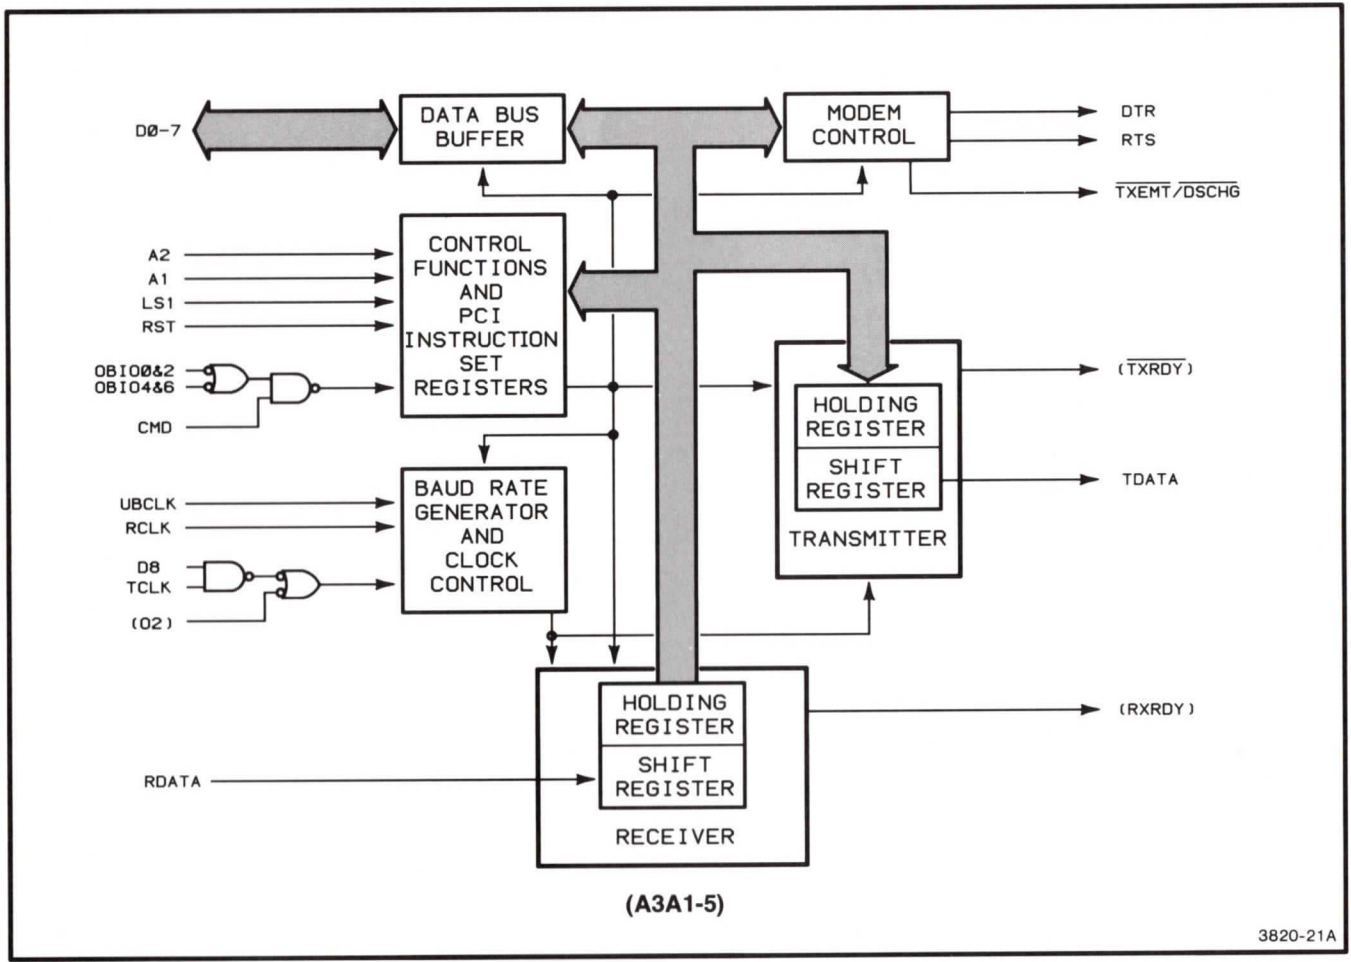 DØ-7
DATA BUS
BUFFER
MODEM
CONTROL
DTR
RTS
TXEMT/DSCHG
A2
A1
LS1
RST
OBIOØ&2
OBIO4&6
CMD
CONTROL
FUNCTIONS
AND
PCI
INSTRUCTION
SET
REGISTERS
(TXRDY)
HOLDING
REGISTER
SHIFT
REGISTER
TRANSMITTER
TDATA
UBCLK
RCLK
D8
TCLK
(O2)
BAUD RATE
GENERATOR
AND
CLOCK
CONTROL
HOLDING
REGISTER
SHIFT
REGISTER
RECEIVER
(RXRDY)
RDATA
(A3A1-5)
3820-21A